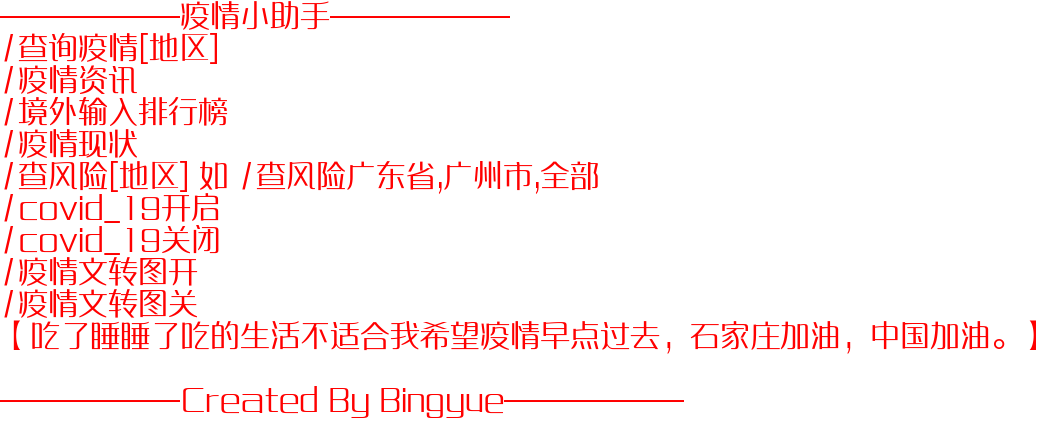 ——————疫情小助手——————
/查询疫情[地区]
/疫情资讯
/境外输入排行榜
/疫情现状
/查风险[地区] 如 /查风险广东省,广州市,全部
/covid_19开启
/covid_19关闭
/疫情文转图开
/疫情文转图关
【吃了睡睡了吃的生活不适合我希望疫情早点过去，石家庄加油，中国加油。】
——————Created By Bingyue——————